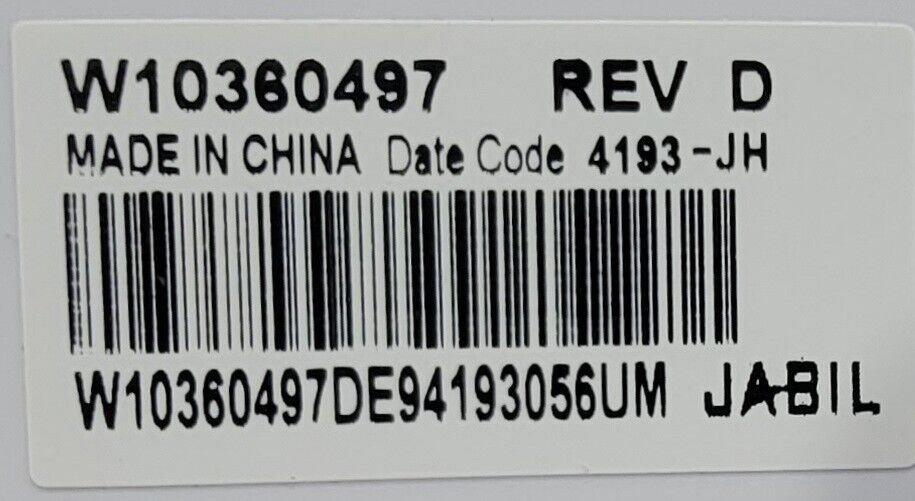 W10360497 REV D
MADE IN CHINA Date Code 4193-JH
W10360497DE94193056UM JABIL